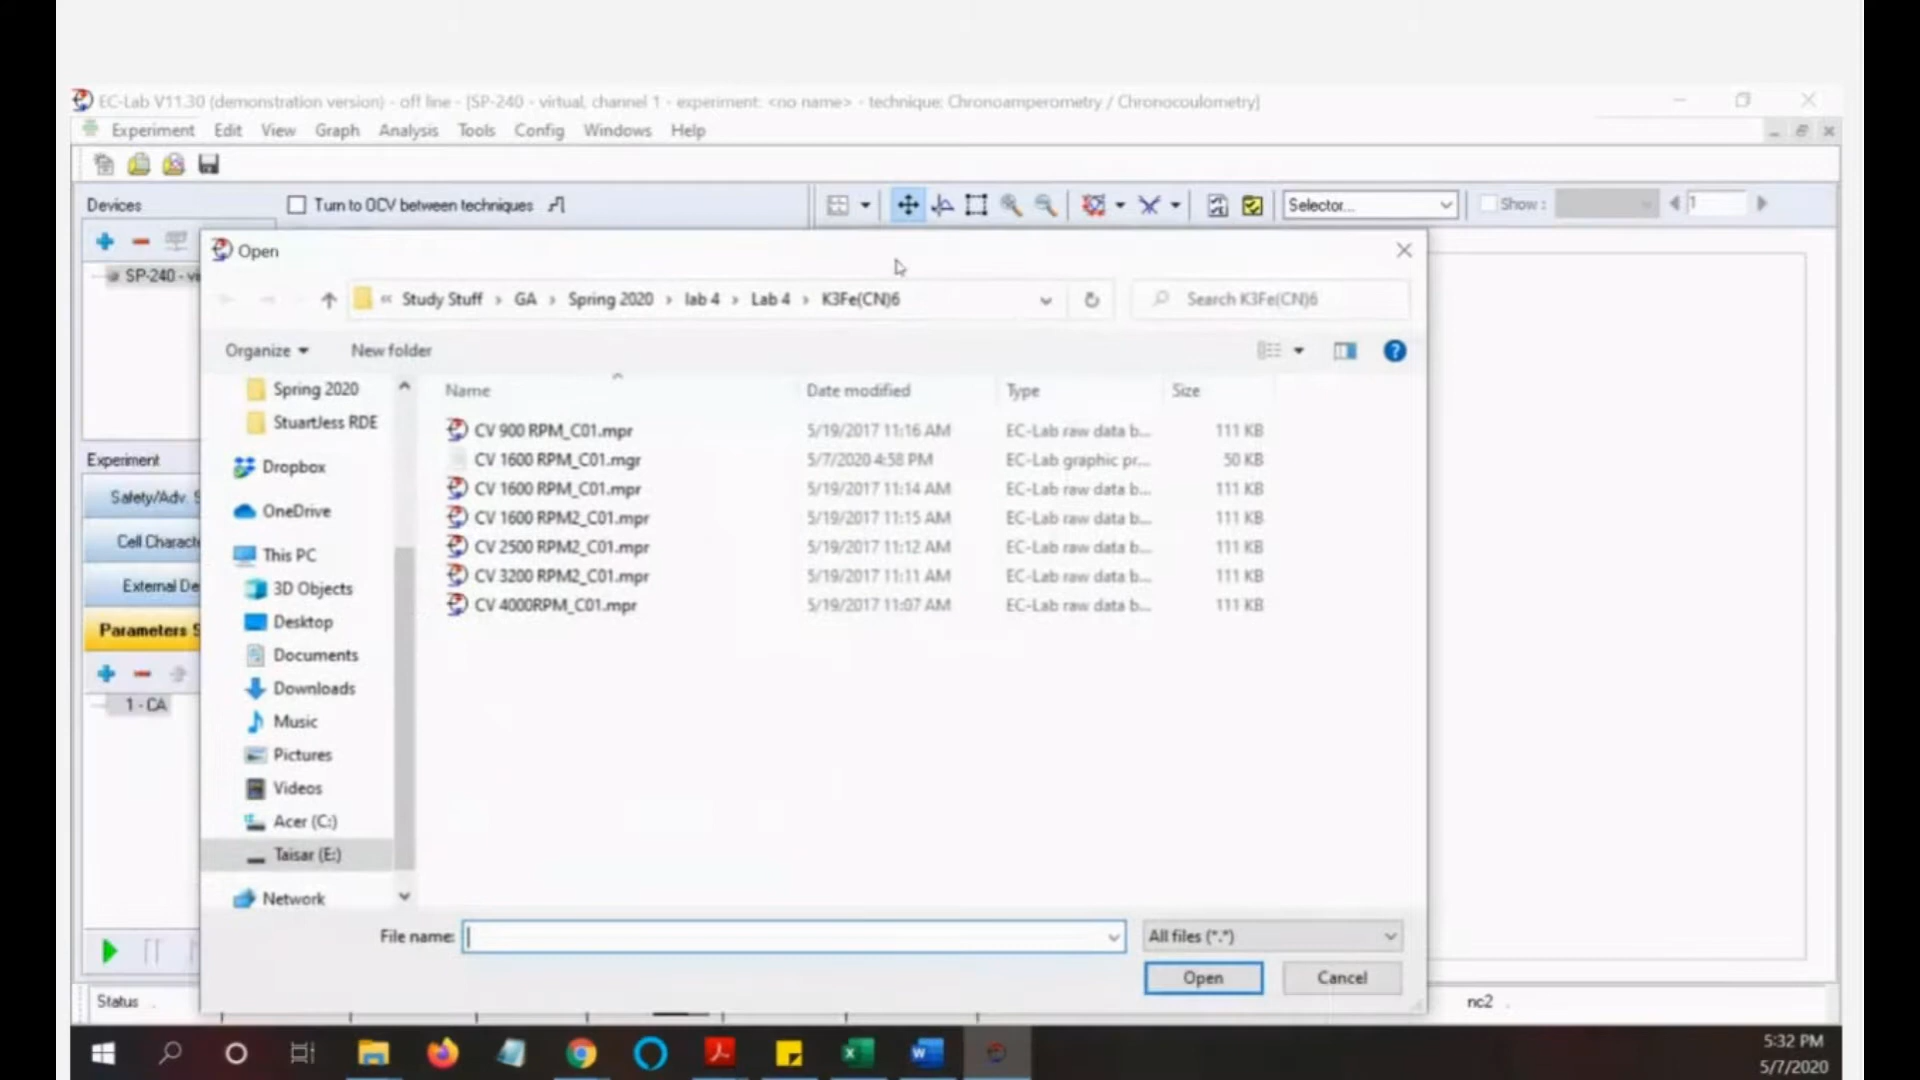 EC-Lab V11.30 (demonstration version) - off line - [SP-240 - virtual, channel 1 - experiment: <no name> - technique: Chronoamperometry / Chronocoulometry]
Experiment Edit View Graph Analysis Tools Config Windows Help
Devices
Turn to OCV between techniques
Selector...
Show :
1
SP-240 - vi
Open
« Study Stuff › GA › Spring 2020 › lab 4 › Lab 4 › K3Fe(CN)6
Search K3Fe(CN)6
Organize
New folder
Spring 2020
StuartJess RDE
Dropbox
OneDrive
This PC
3D Objects
Desktop
Documents
Downloads
Music
Pictures
Videos
Acer (C:)
Taisar (E:)
Network
Name Date modified Type Size
CV 900 RPM_C01.mpr 5/19/2017 11:16 AM EC-Lab raw data b... 111 KB
CV 1600 RPM_C01.mgr 5/7/2020 4:58 PM EC-Lab graphic pr... 50 KB
CV 1600 RPM_C01.mpr 5/19/2017 11:14 AM EC-Lab raw data b... 111 KB
CV 1600 RPM2_C01.mpr 5/19/2017 11:15 AM EC-Lab raw data b... 111 KB
CV 2500 RPM2_C01.mpr 5/19/2017 11:12 AM EC-Lab raw data b... 111 KB
CV 3200 RPM2_C01.mpr 5/19/2017 11:11 AM EC-Lab raw data b... 111 KB
CV 4000RPM_C01.mpr 5/19/2017 11:07 AM EC-Lab raw data b... 111 KB
File name:
All files (*.*)
Open
Cancel
Experiment
Safety/Adv. S
Cell Characte
External De
Parameters S
1 - CA
Status
nc2
5:32 PM
5/7/2020